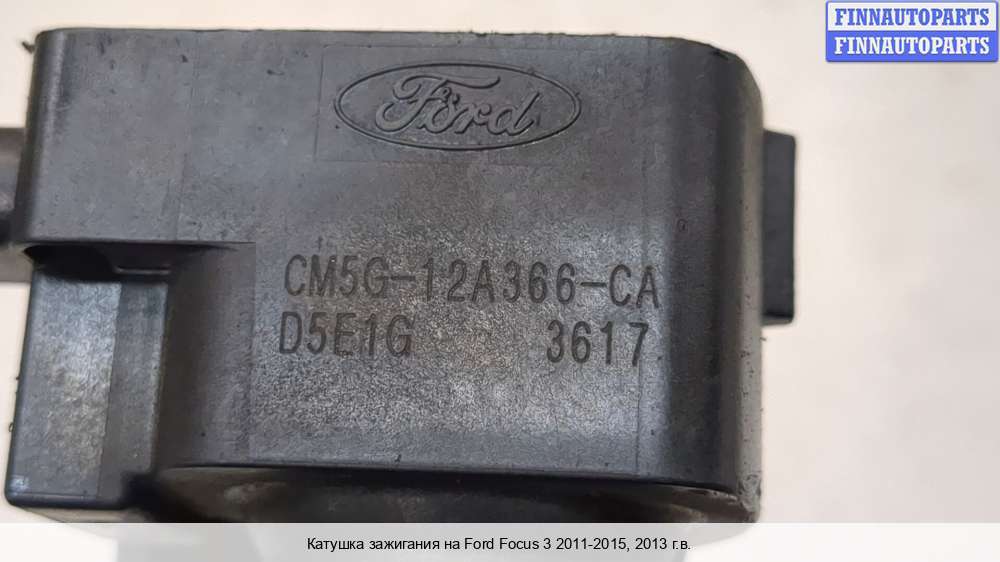 FINNAUTOPARTS
FINNAUTOPARTS
Ford
CM5G-12A366-CA
D5E1G 3617
Катушка зажигания на Ford Focus 3 2011-2015, 2013 г.в.